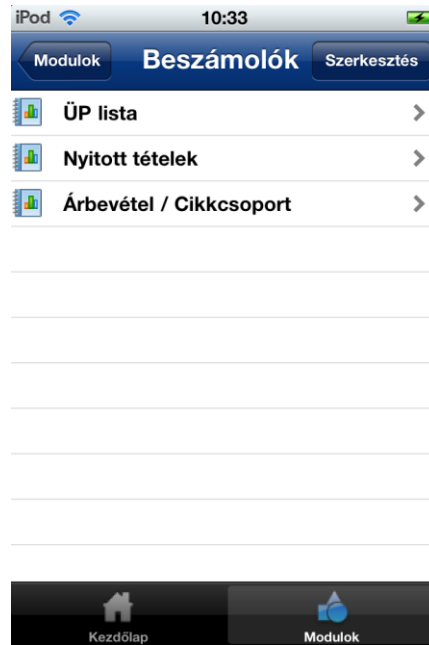 iPod 10:33
Modulok Beszámolók Szerkesztés
ÜP lista
Nyitott tételek
Árbevétel / Cikkcsoport
Kezdőlap Modulok